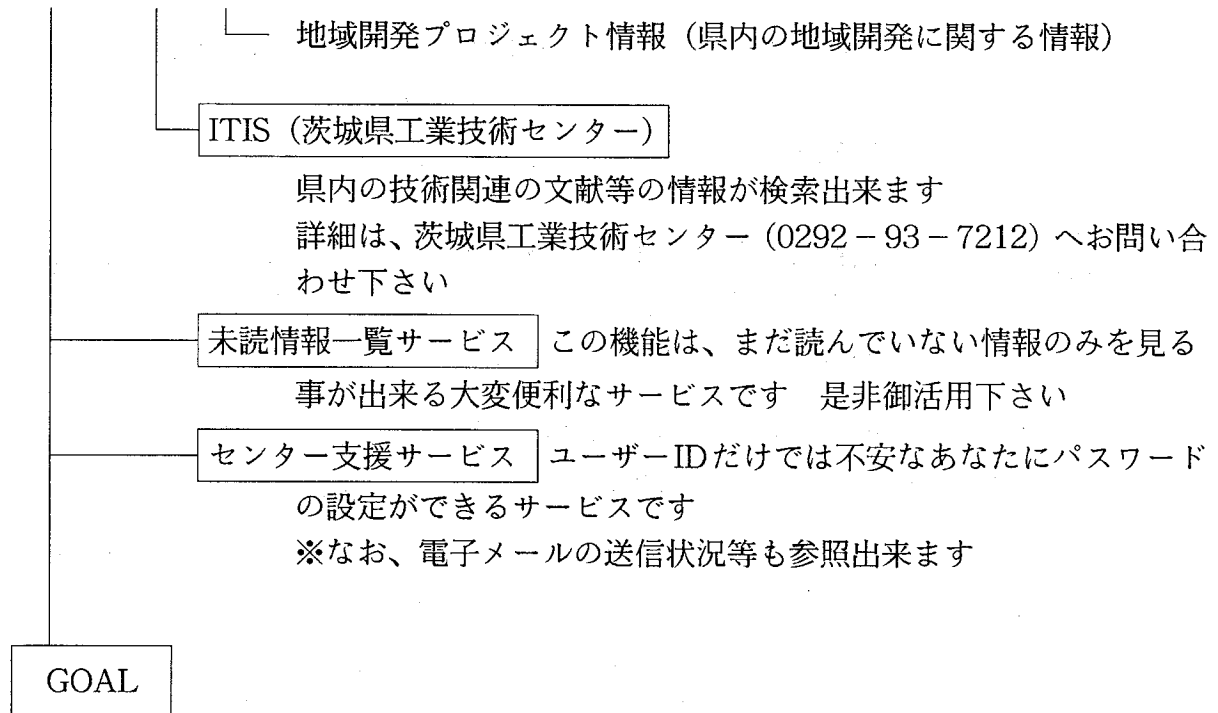 地域開発プロジェクト情報（県内の地域開発に関する情報）
ITIS（茨城県工業技術センター）
県内の技術関連の文献等の情報が検索出来ます
詳細は、茨城県工業技術センター（0292－93－7212）へお問い合
わせ下さい
未読情報一覧サービス この機能は、まだ読んでいない情報のみを見る
事が出来る大変便利なサービスです　是非御活用下さい
センター支援サービス ユーザーIDだけでは不安なあなたにパスワード
の設定ができるサービスです
※なお、電子メールの送信状況等も参照出来ます
GOAL